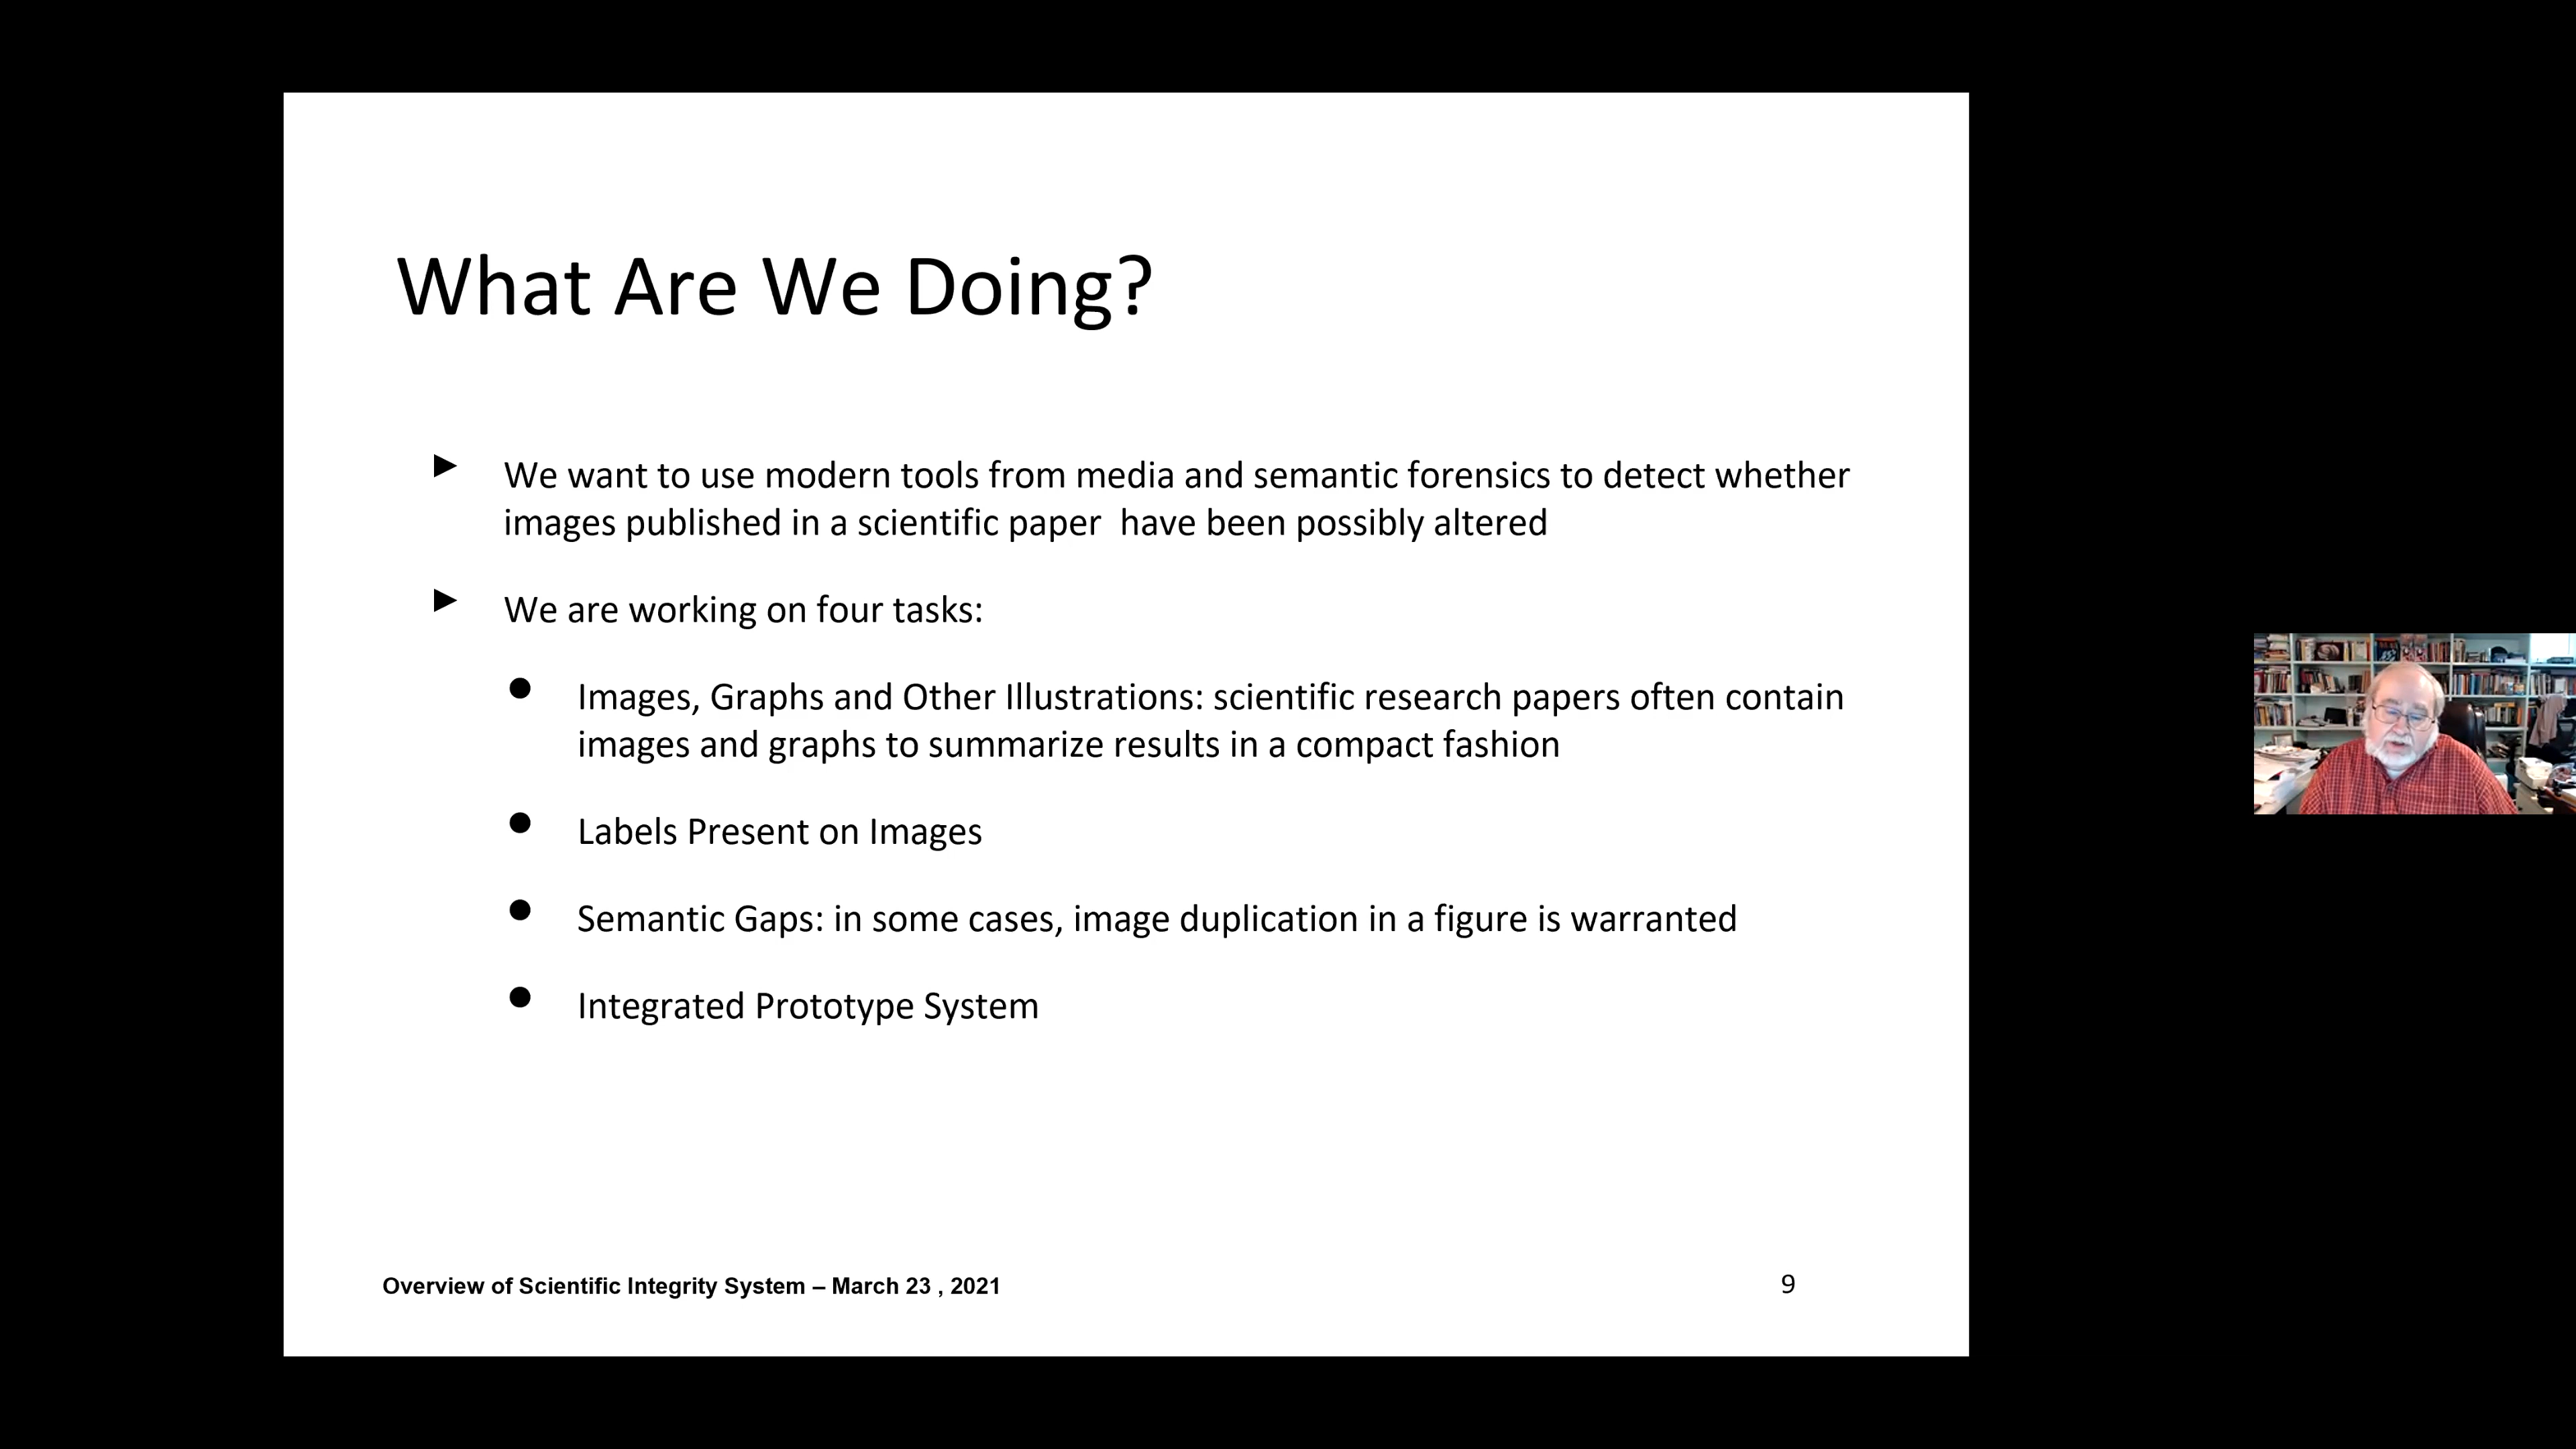 What Are We Doing?
► We want to use modern tools from media and semantic forensics to detect whether
images published in a scientific paper  have been possibly altered
► We are working on four tasks:
● Images, Graphs and Other Illustrations: scientific research papers often contain
images and graphs to summarize results in a compact fashion
● Labels Present on Images
● Semantic Gaps: in some cases, image duplication in a figure is warranted
● Integrated Prototype System
Overview of Scientific Integrity System – March 23 , 2021
9